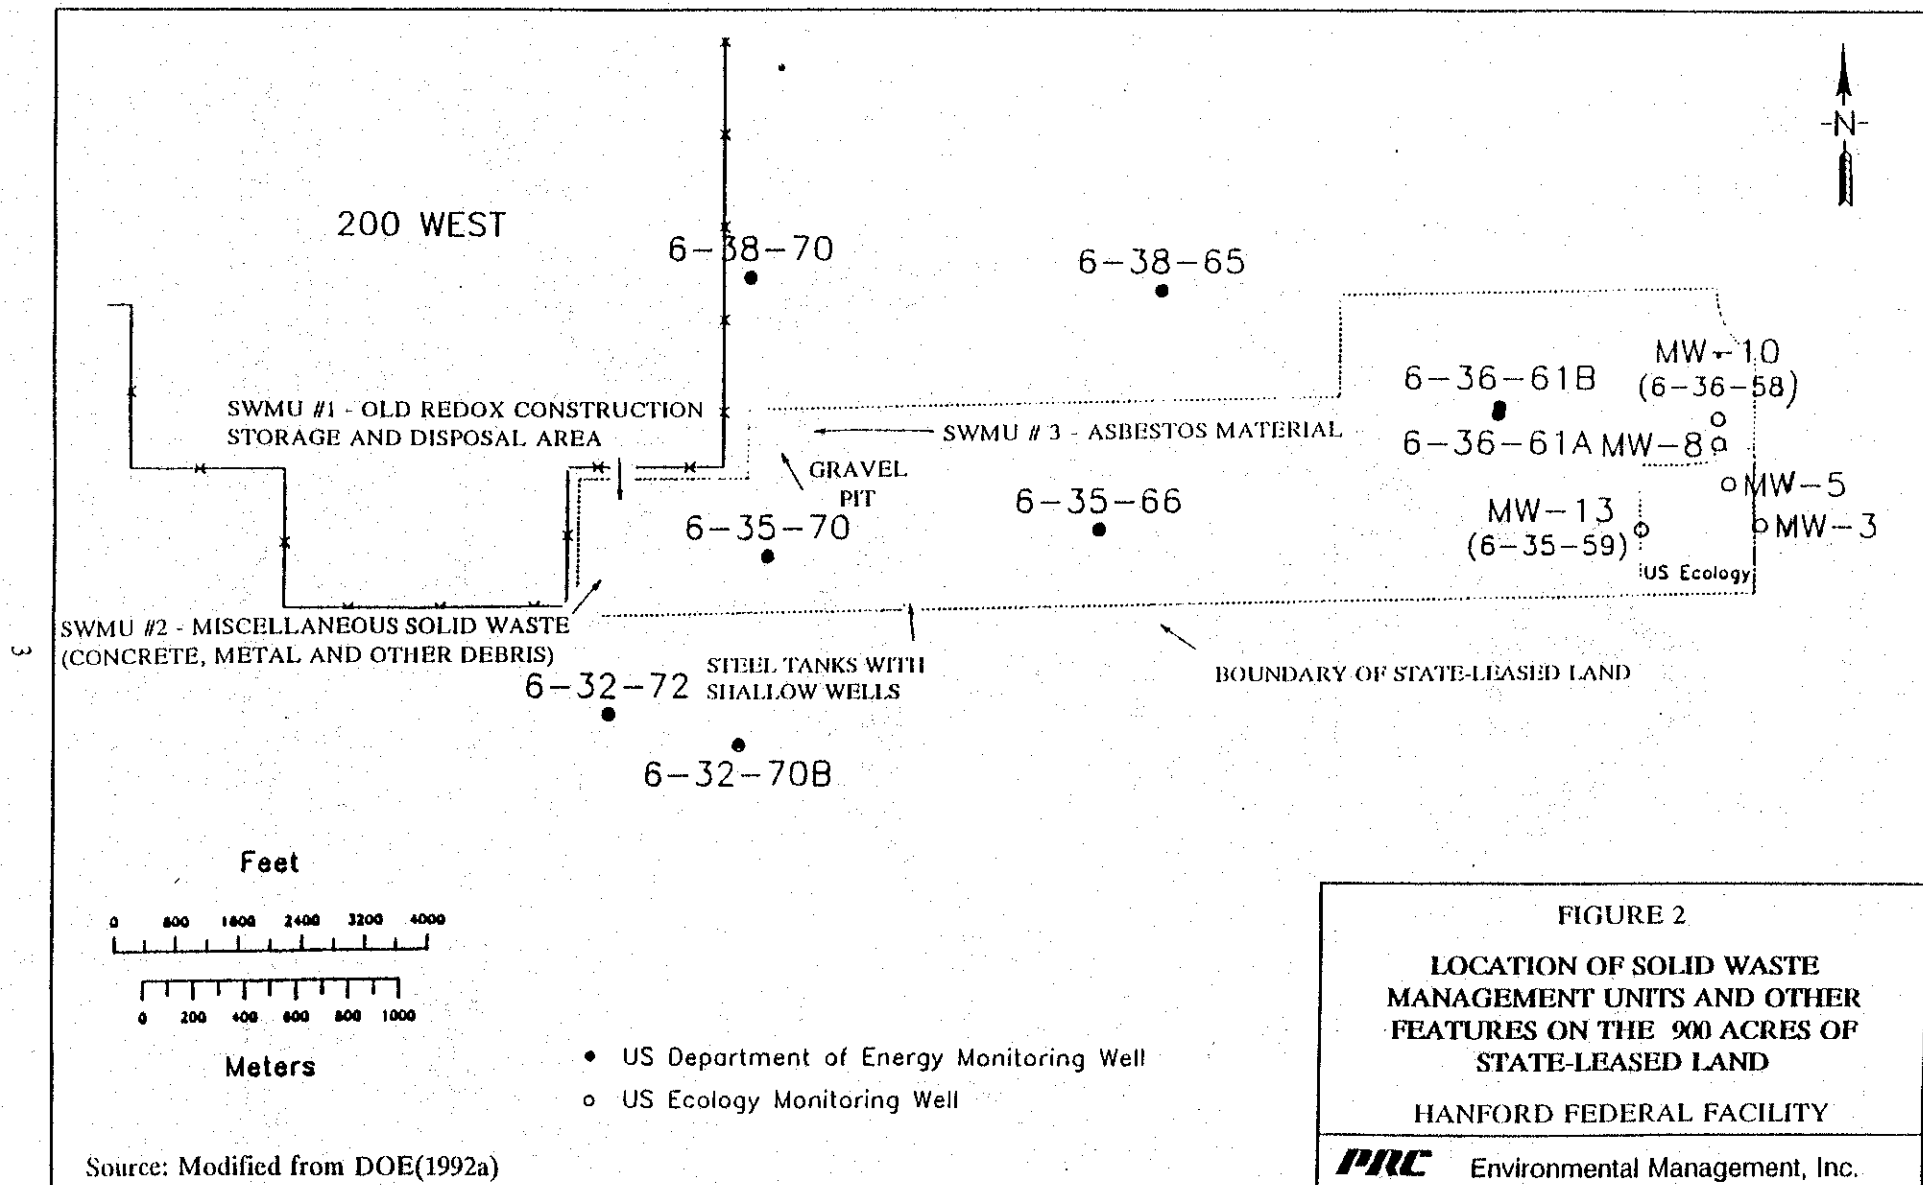 -N-
200 WEST
6-38-70
6-38-65
MW-10
(6-36-58)
6-36-61B
SWMU #1 - OLD REDOX CONSTRUCTION
STORAGE AND DISPOSAL AREA
SWMU # 3 - ASBESTOS MATERIAL
6-36-61A
MW-8
GRAVEL
PIT
MW-5
6-35-70
6-35-66
MW-13
(6-35-59)
MW-3
US Ecology
SWMU #2 - MISCELLANEOUS SOLID WASTE
(CONCRETE, METAL AND OTHER DEBRIS)
6-32-72
STEEL TANKS WITH
SHALLOW WELLS
BOUNDARY OF STATE-LEASED LAND
3
6-32-70B
Feet
0 800 1600 2400 3200 4000
0 200 400 600 800 1000
Meters
US Department of Energy Monitoring Well
US Ecology Monitoring Well
Source: Modified from DOE(1992a)
FIGURE 2
LOCATION OF SOLID WASTE
MANAGEMENT UNITS AND OTHER
FEATURES ON THE 900 ACRES OF
STATE-LEASED LAND
HANFORD FEDERAL FACILITY
PRC Environmental Management, Inc.